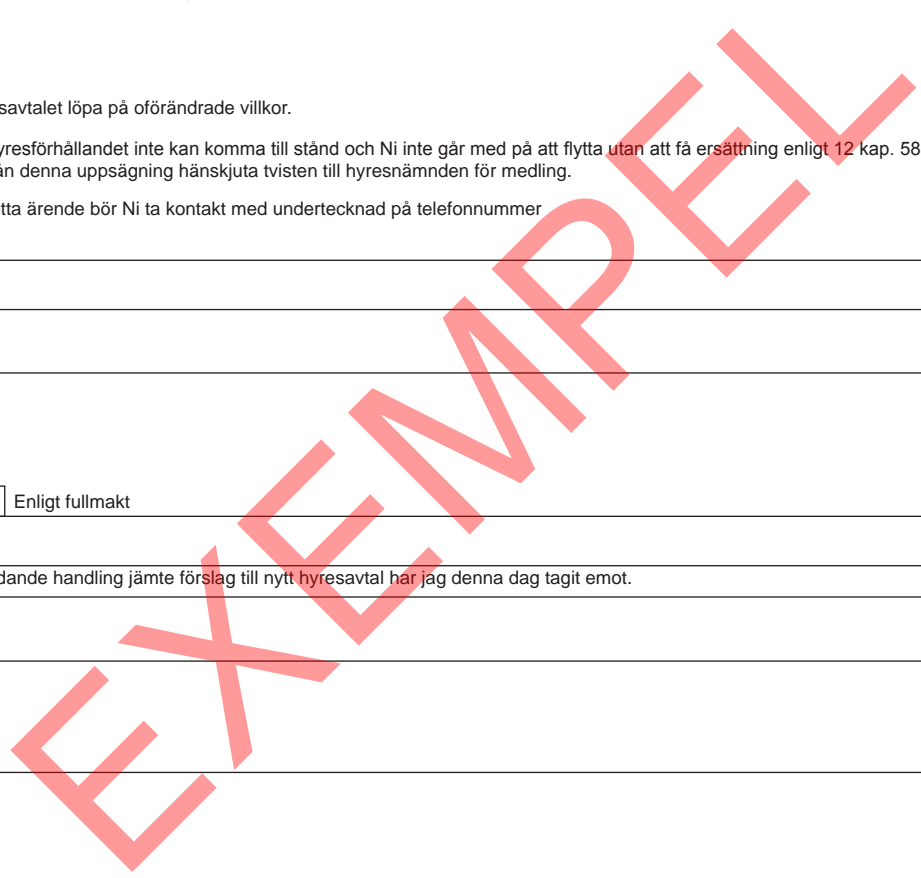 savtalet löpa på oförändrade villkor.
yresförhållandet inte kan komma till stånd och Ni inte går med på att flytta utan att få ersättning enligt 12 kap. 58
ån denna uppsägning hänskjuta tvisten till hyresnämnden för medling.
tta ärende bör Ni ta kontakt med undertecknad på telefonnummer
Enligt fullmakt
dande handling jämte förslag till nytt hyresavtal har jag denna dag tagit emot.
EXEMPEL